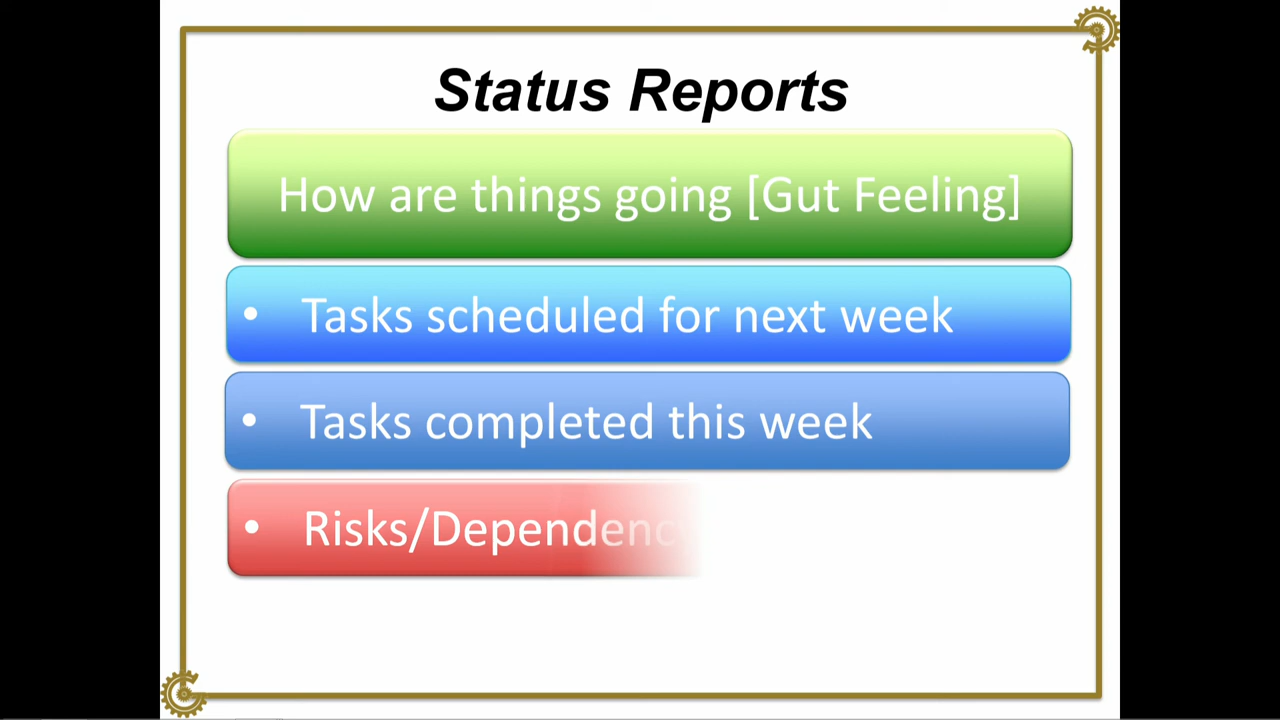 Status Reports
How are things going [Gut Feeling]
• Tasks scheduled for next week
• Tasks completed this week
• Risks/Dependenc